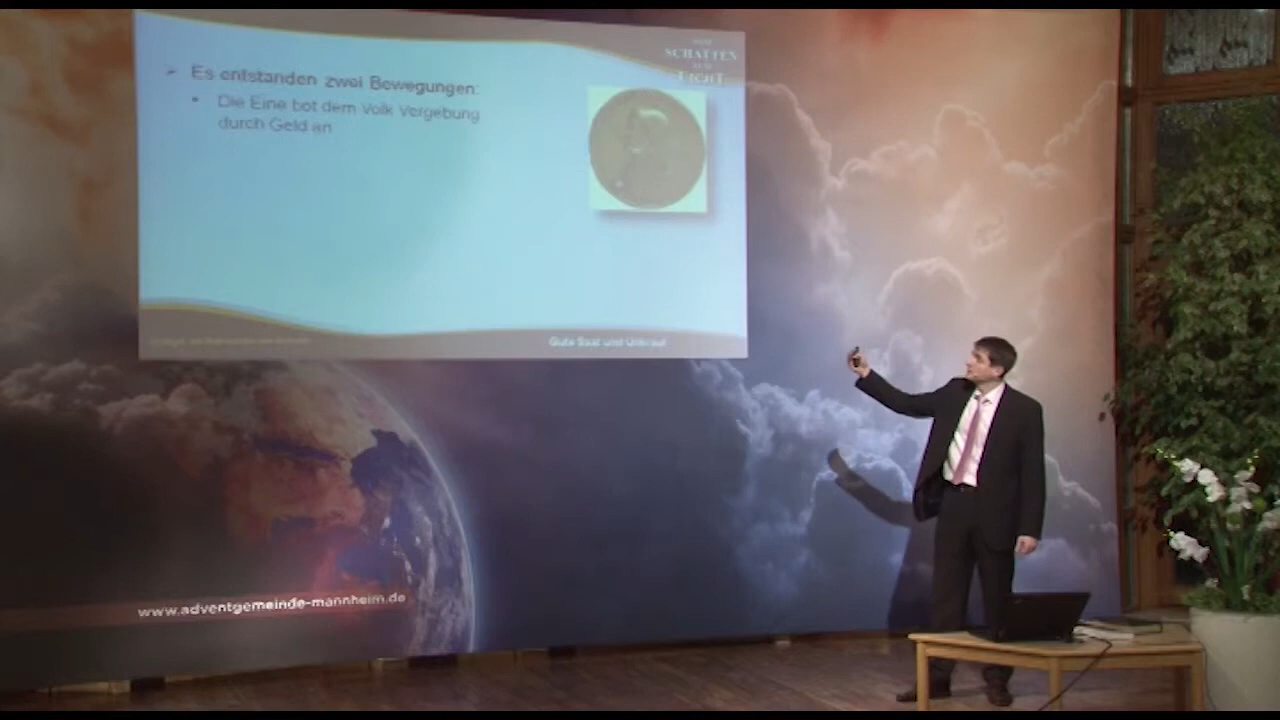 SCHATTEN
LICHT
Es entstanden zwei Bewegungen:
Die Eine bot dem Volk Vergebung
durch Geld an
Gute Saat und Unkraut
www.adventgemeinde-mannheim.de